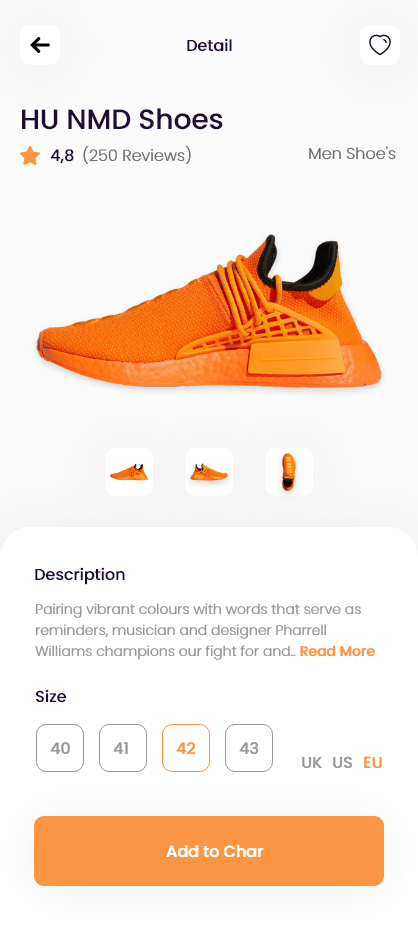 Detail
HU NMD Shoes
4,8 (250 Reviews)
Men Shoe's
Description
Pairing vibrant colours with words that serve as
reminders, musician and designer Pharrell
Williams champions our fight for and.. Read More
Size
40 41 42 43
UK US EU
Add to Char